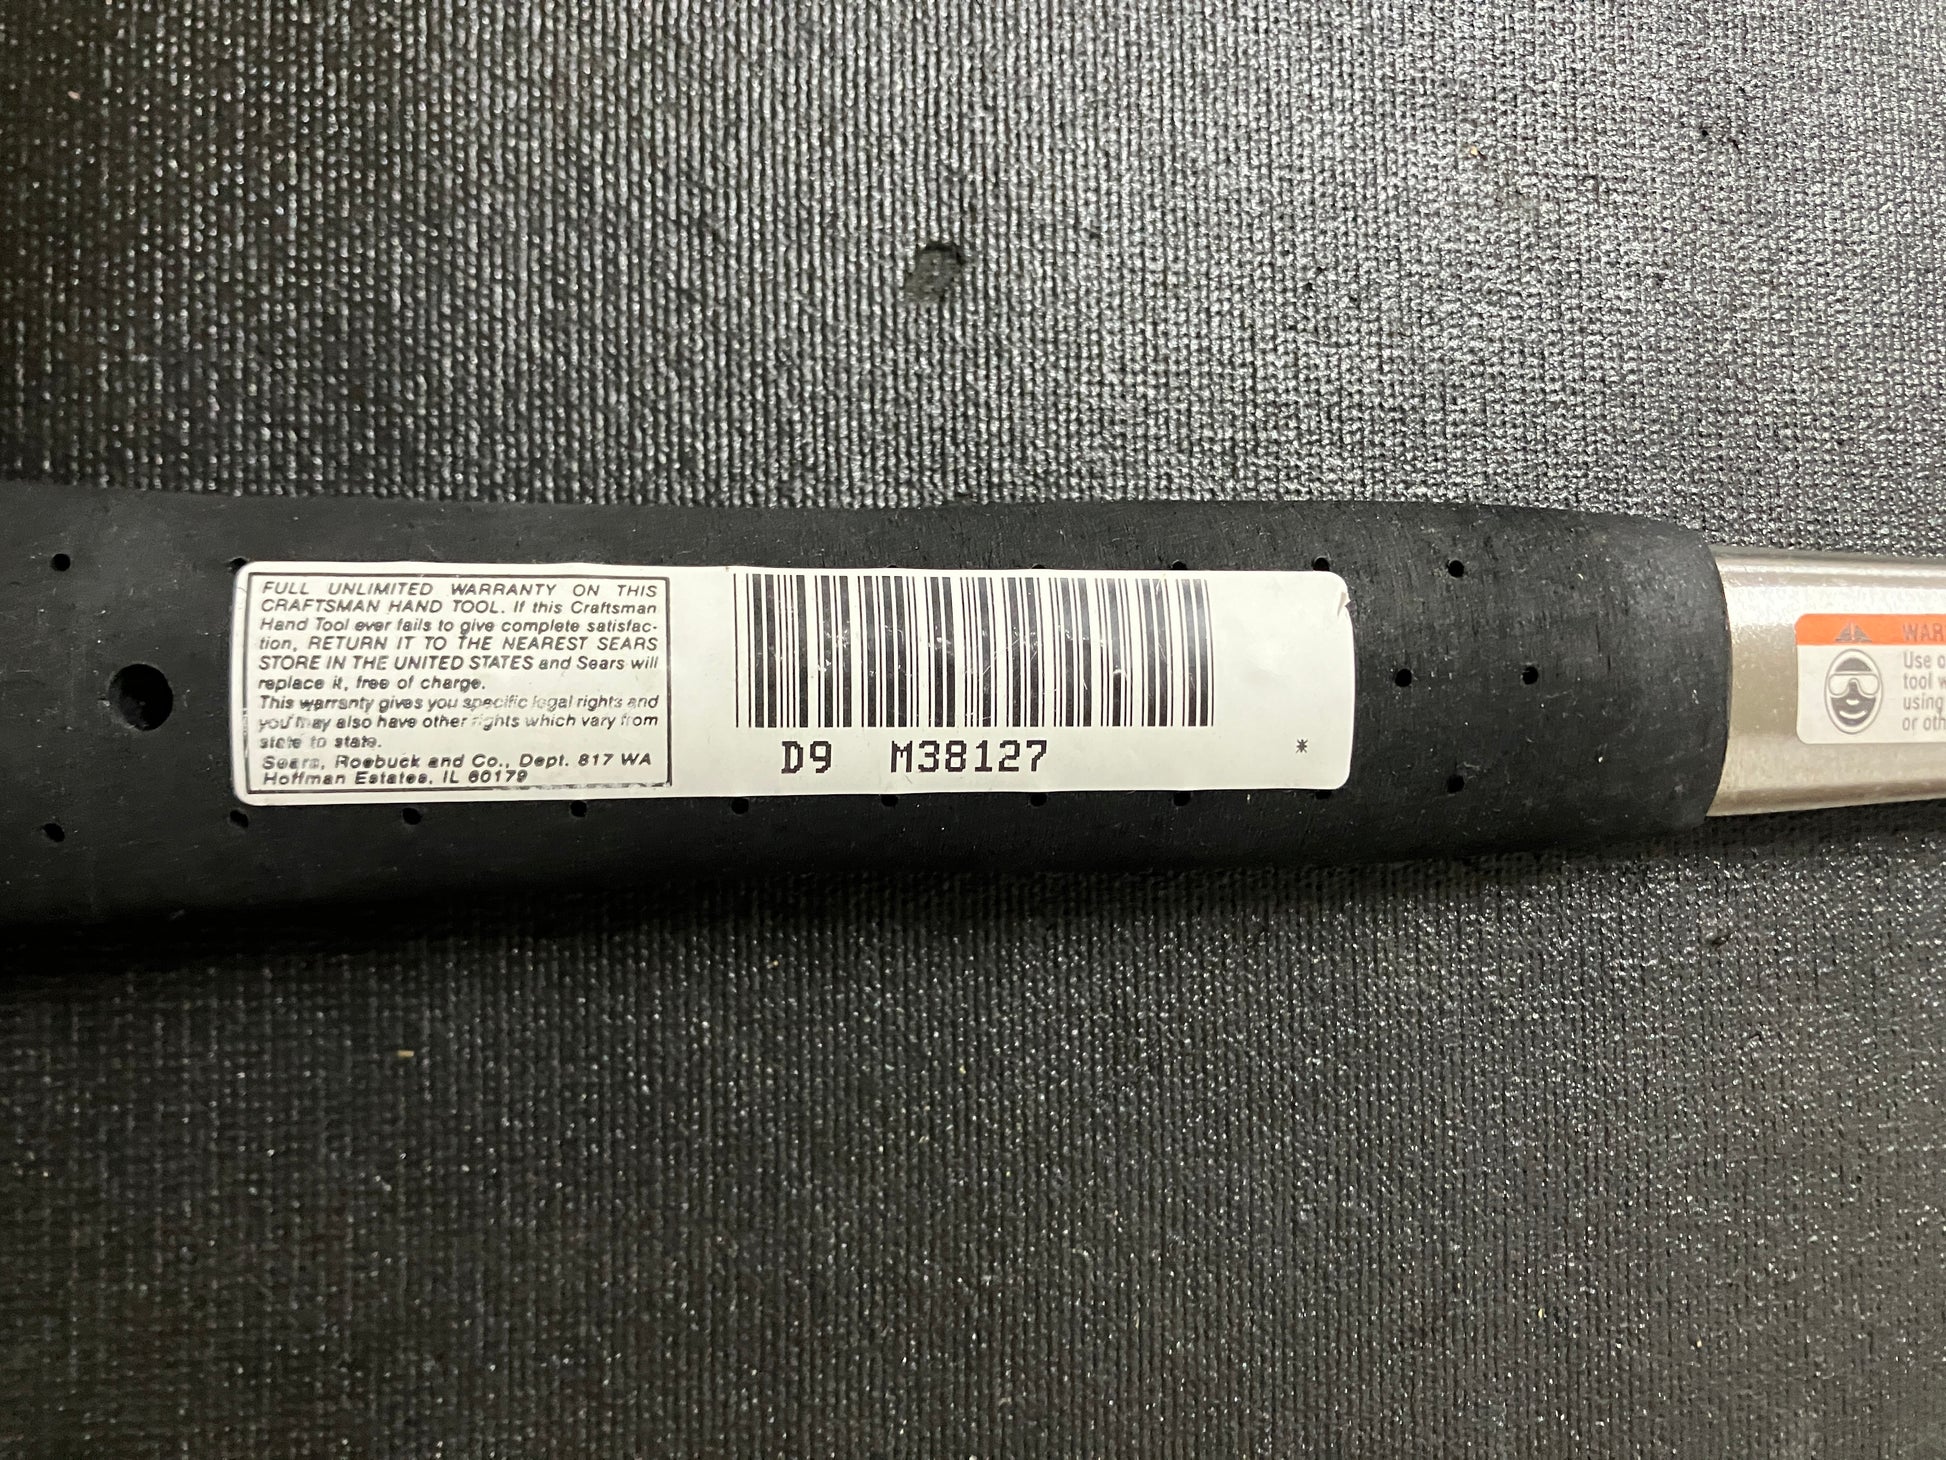 FULL UNLIMITED WARRANTY ON THIS
CRAFTSMAN HAND TOOL. If this Craftsman
Hand Tool ever fails to give complete satisfac-
tion, RETURN IT TO THE NEAREST SEARS
STORE IN THE UNITED STATES and Sears will
replace it, free of charge.
This warranty gives you specific legal rights and
you may also have other rights which vary from
state to state.
Sears, Roebuck and Co., Dept. 817 WA
Hoffman Estates, IL 60179
D9 M38127 *
WAR
Use o
tool w
using
or oth